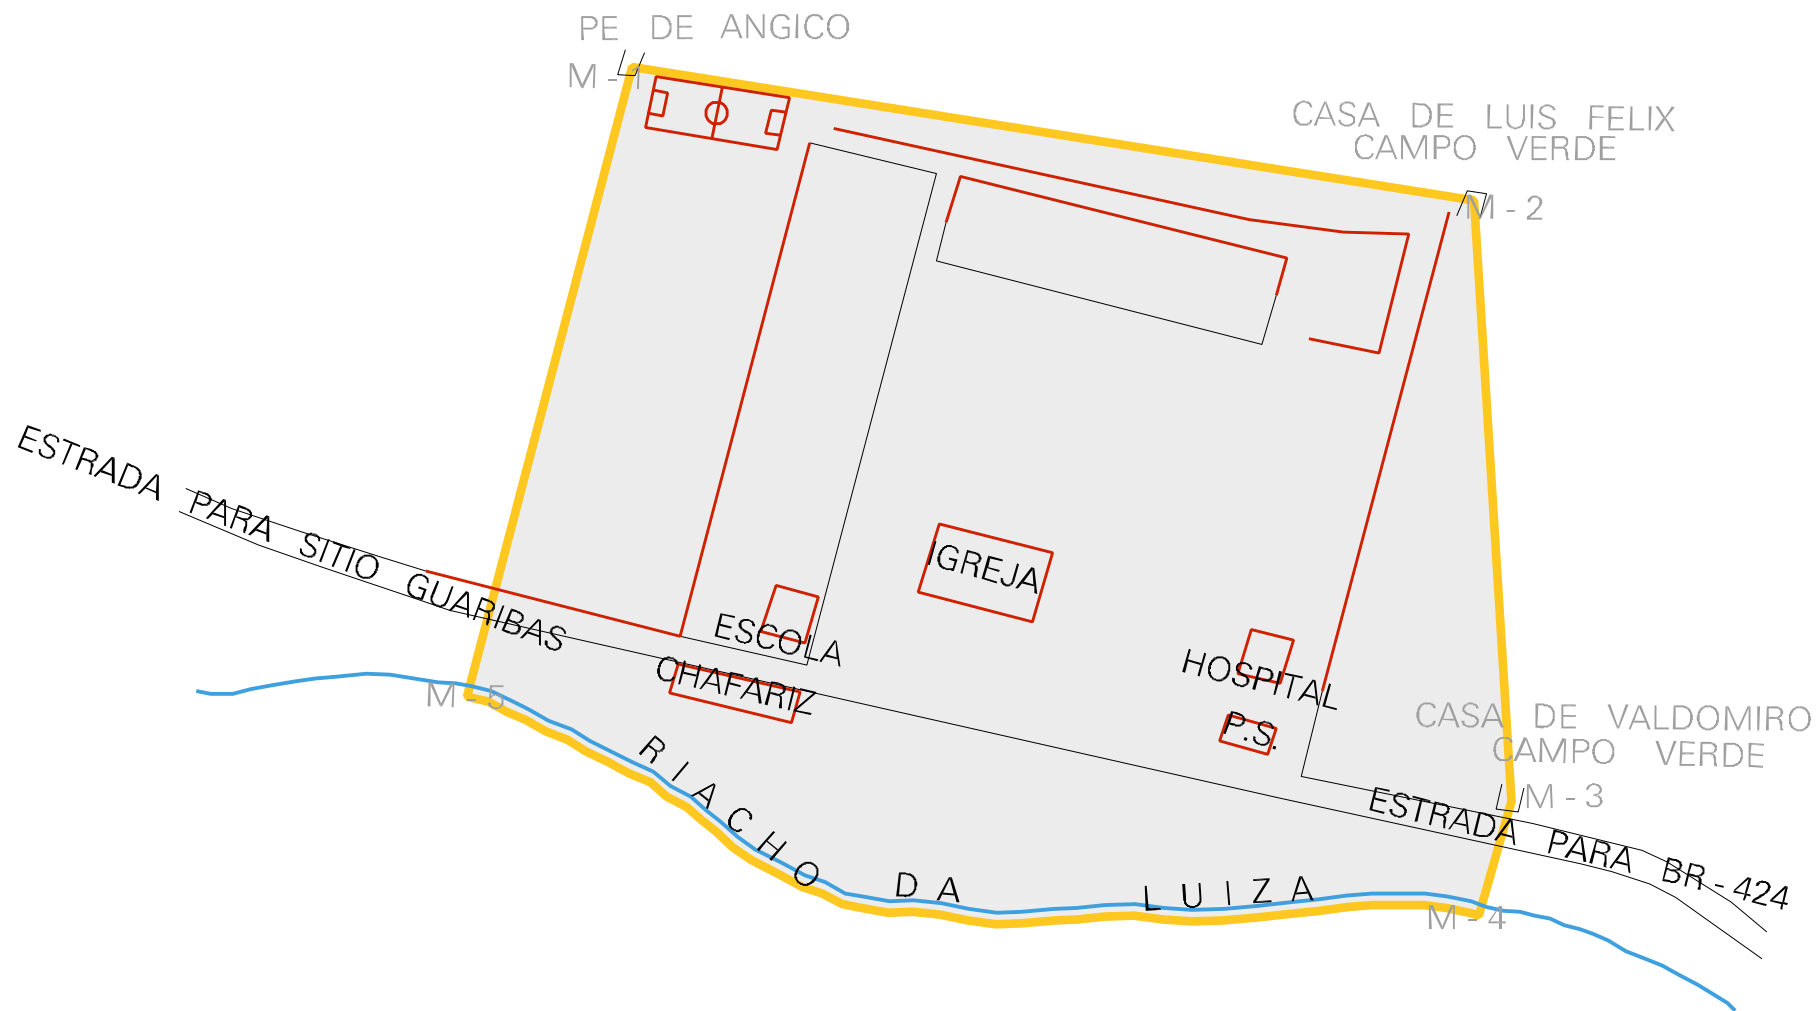 PE DE ANGICO
M - 1
CASA DE LUIS FELIX
CAMPO VERDE
M - 2
ESTRADA PARA SITIO GUARIBAS
IGREJA
ESCOLA
CHAFARIZ
HOSPITAL
P.S.
M - 5
CASA DE VALDOMIRO
CAMPO VERDE
M - 3
ESTRADA PARA BR - 424
RIACHO DA LUIZA
M - 4